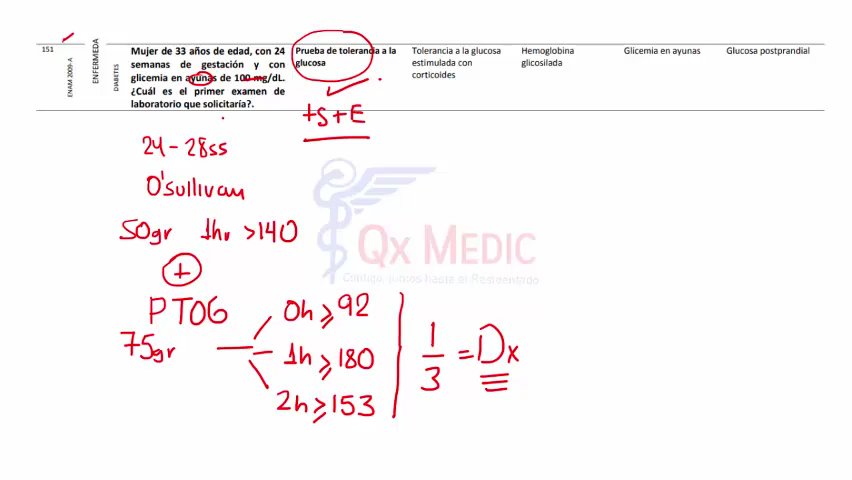 151
ENAM 2009-A
ENFERMEDA
DIABETES
Mujer de 33 años de edad, con 24
semanas de gestación y con
glicemia en ayunas de 100 mg/dL.
¿Cuál es el primer examen de
laboratorio que solicitaría?.
Prueba de tolerancia a la
glucosa
Tolerancia a la glucosa
estimulada con
corticoides
Hemoglobina
glicosilada
Glicemia en ayunas
Glucosa postprandial
+S+E
24-28ss
O'sullivan
50gr 1hr >140
+
PTOG
75gr
0h ≥ 92
1h ≥ 180
2h ≥ 153
1/3 = Dx
Qx MEDIC
Contigo, juntos hasta el Residentado